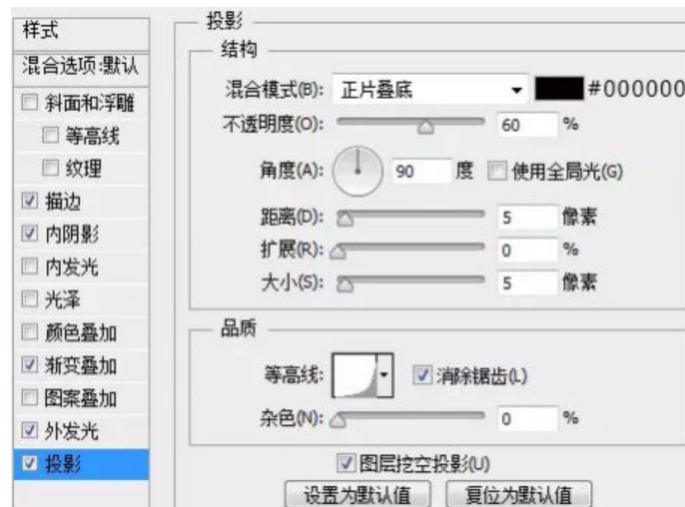 样式
混合选项:默认
斜面和浮雕
等高线
纹理
描边
内阴影
内发光
光泽
颜色叠加
渐变叠加
图案叠加
外发光
投影
投影
结构
混合模式(B): 正片叠底 #000000
不透明度(O): 60 %
角度(A): 90 度 使用全局光(G)
距离(D): 5 像素
扩展(R): 0 %
大小(S): 5 像素
品质
等高线: 消除锯齿(L)
杂色(N): 0 %
图层挖空投影(U)
设置为默认值 复位为默认值